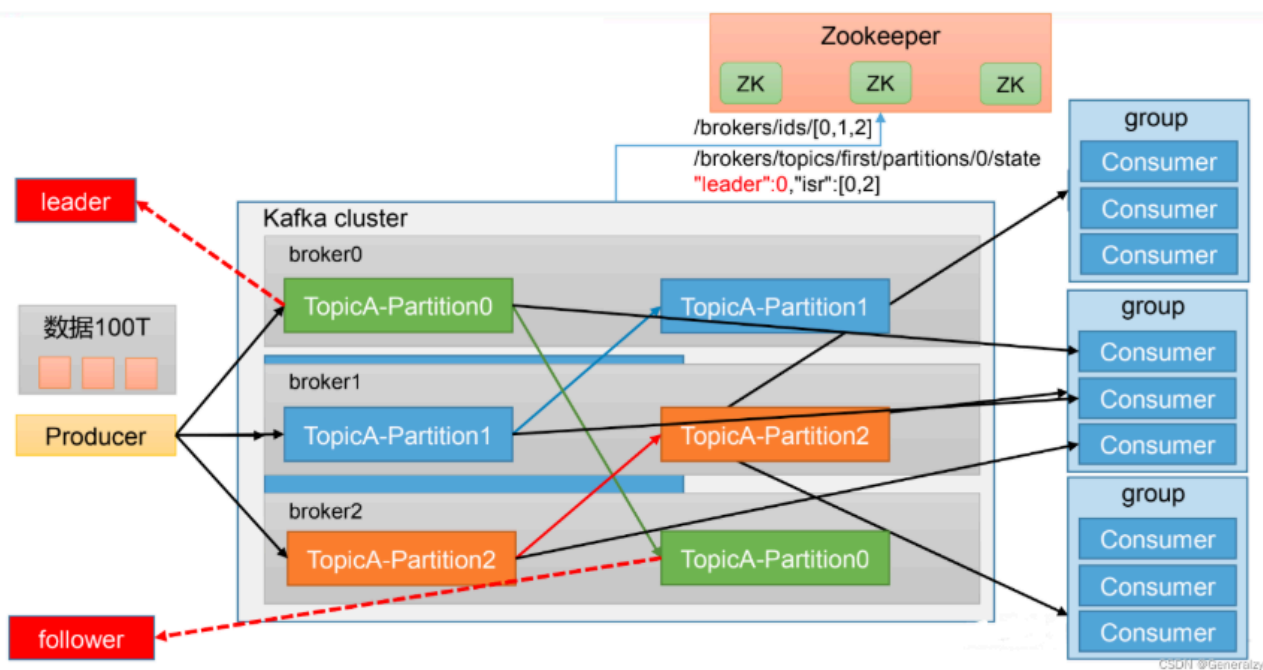 Zookeeper
ZK
ZK
ZK
/brokers/ids/[0,1,2]
/brokers/topics/first/partitions/0/state
"leader":0,"isr":[0,2]
leader
数据100T
Producer
follower
Kafka cluster
broker0
TopicA-Partition0
TopicA-Partition1
broker1
TopicA-Partition1
TopicA-Partition2
broker2
TopicA-Partition2
TopicA-Partition0
group
Consumer
Consumer
Consumer
group
Consumer
Consumer
Consumer
group
Consumer
Consumer
Consumer
CSDN @Generalzy